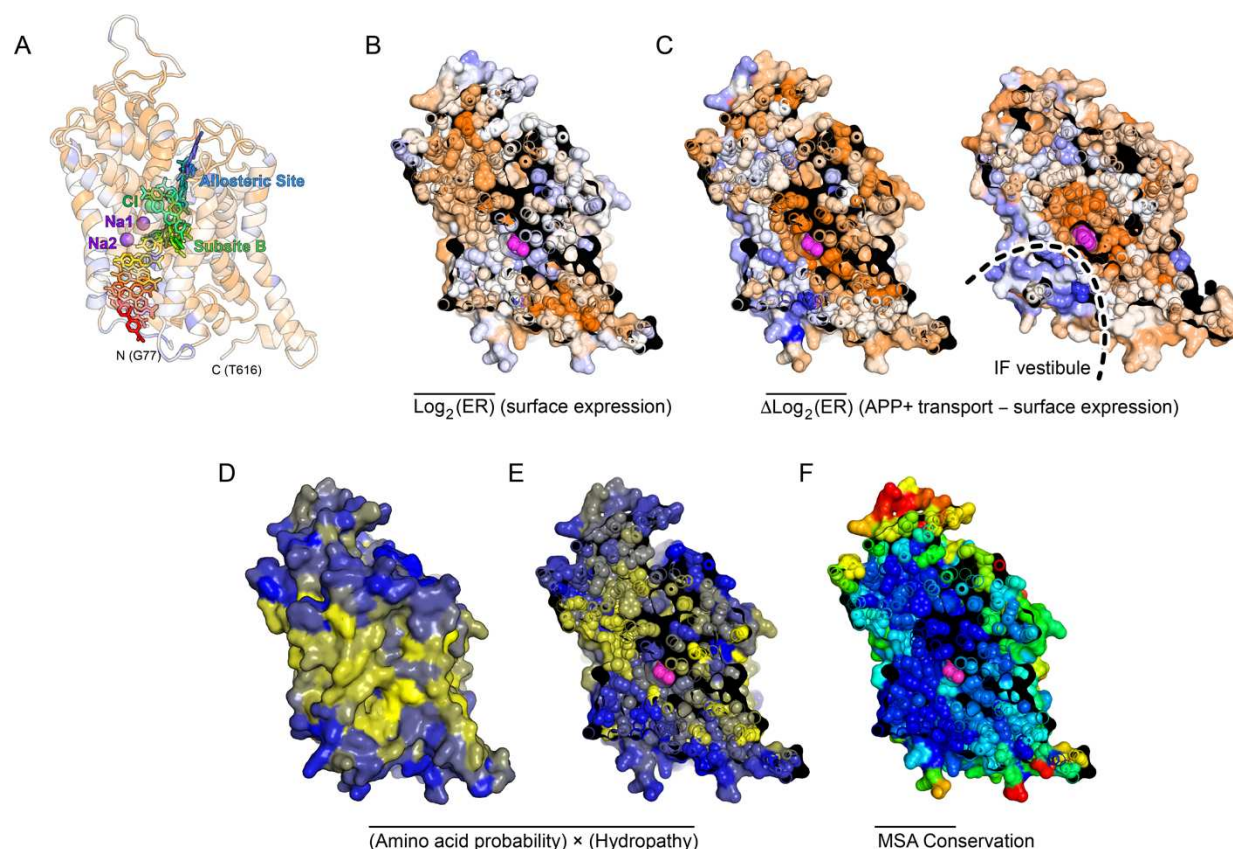 A
B
C
Allosteric Site
Cl
Na1
Na2
Subsite B
N (G77)
C (T616)
IF vestibule
Log₂(ER) (surface expression)
ΔLog₂(ER) (APP+ transport – surface expression)
D
E
F
(Amino acid probability) × (Hydropathy)
MSA Conservation